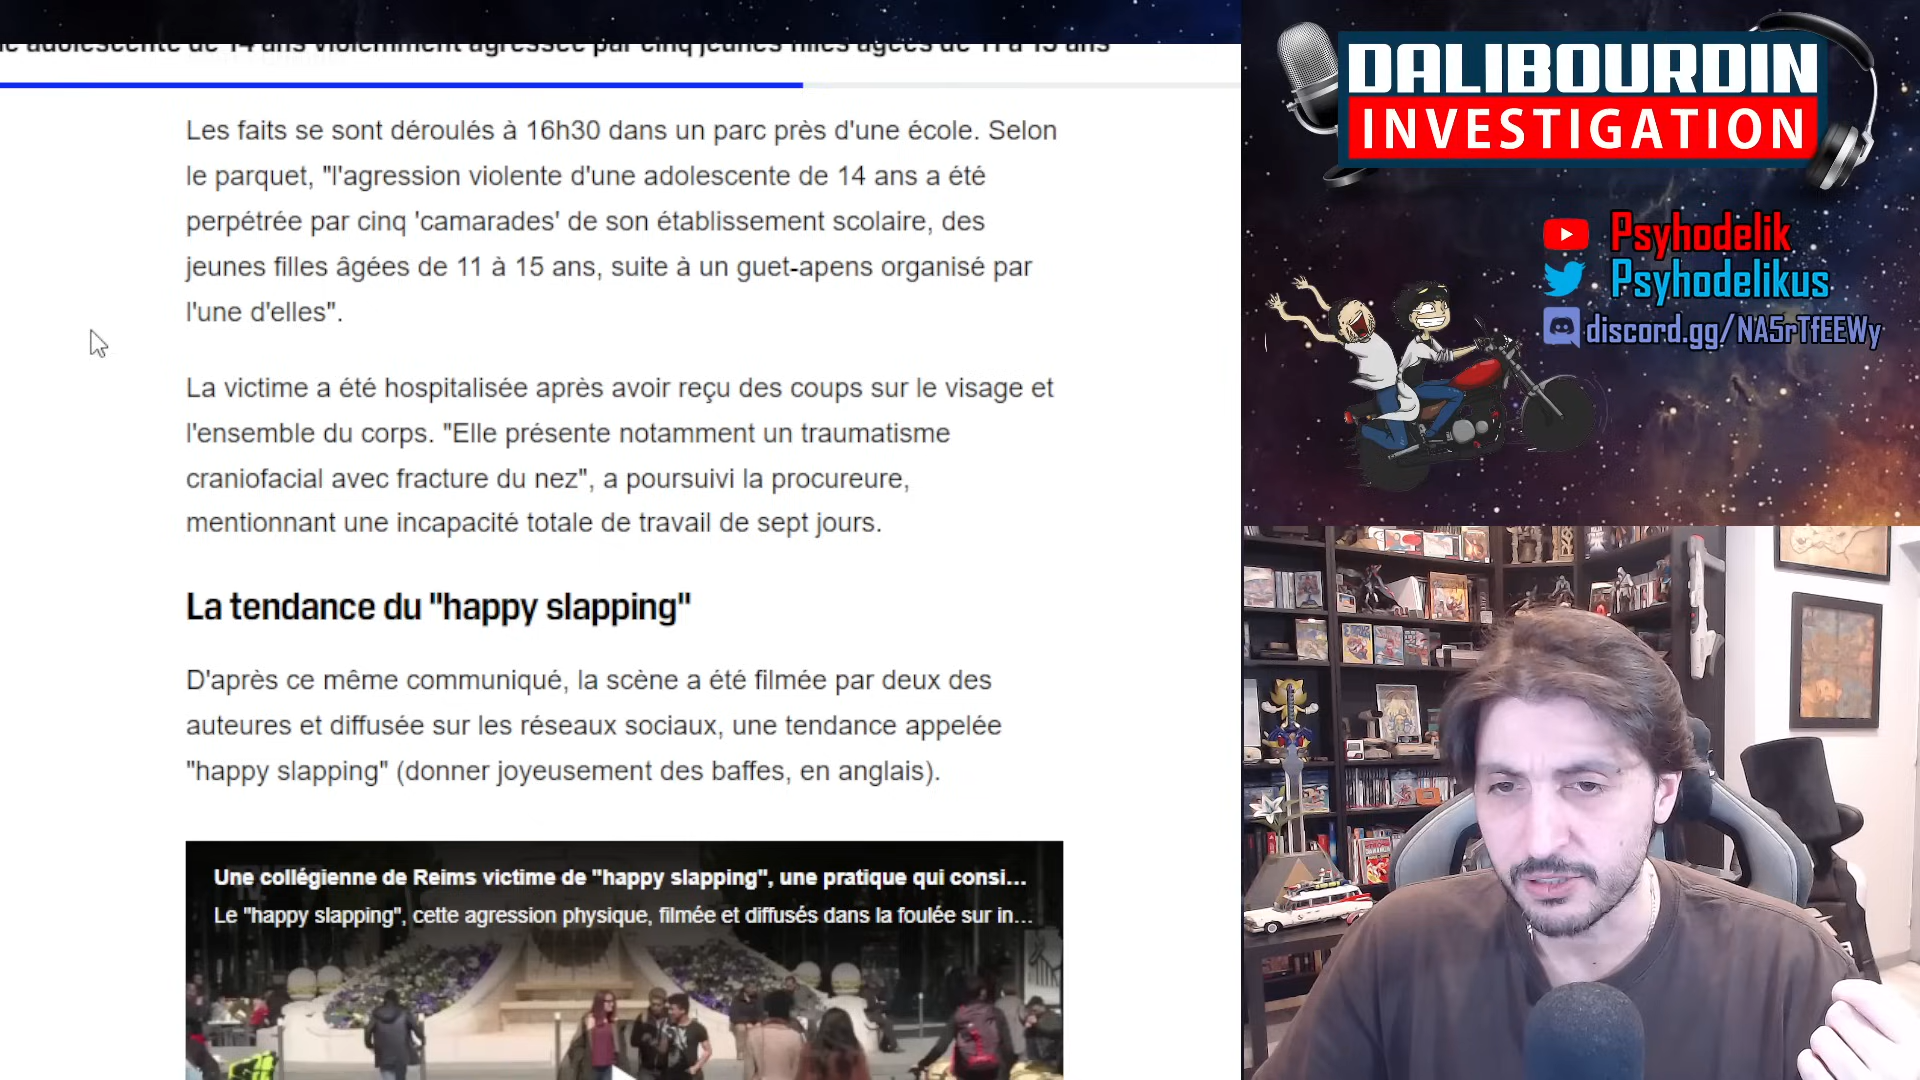 adolescente de 14 ans violemment agressée par cinq jeunes filles âgées de 11 à 15 ans
Les faits se sont déroulés à 16h30 dans un parc près d'une école. Selon
le parquet, "l'agression violente d'une adolescente de 14 ans a été
perpétrée par cinq 'camarades' de son établissement scolaire, des
jeunes filles âgées de 11 à 15 ans, suite à un guet-apens organisé par
l'une d'elles".
La victime a été hospitalisée après avoir reçu des coups sur le visage et
l'ensemble du corps. "Elle présente notamment un traumatisme
craniofacial avec fracture du nez", a poursuivi la procureure,
mentionnant une incapacité totale de travail de sept jours.
La tendance du "happy slapping"
D'après ce même communiqué, la scène a été filmée par deux des
auteures et diffusée sur les réseaux sociaux, une tendance appelée
"happy slapping" (donner joyeusement des baffes, en anglais).
Une collégienne de Reims victime de "happy slapping", une pratique qui consi...
Le "happy slapping", cette agression physique, filmée et diffusés dans la foulée sur in...
DALIBOURDIN
INVESTIGATION
Psyhodelik
Psyhodelikus
discord.gg/NA5rTfEEWy